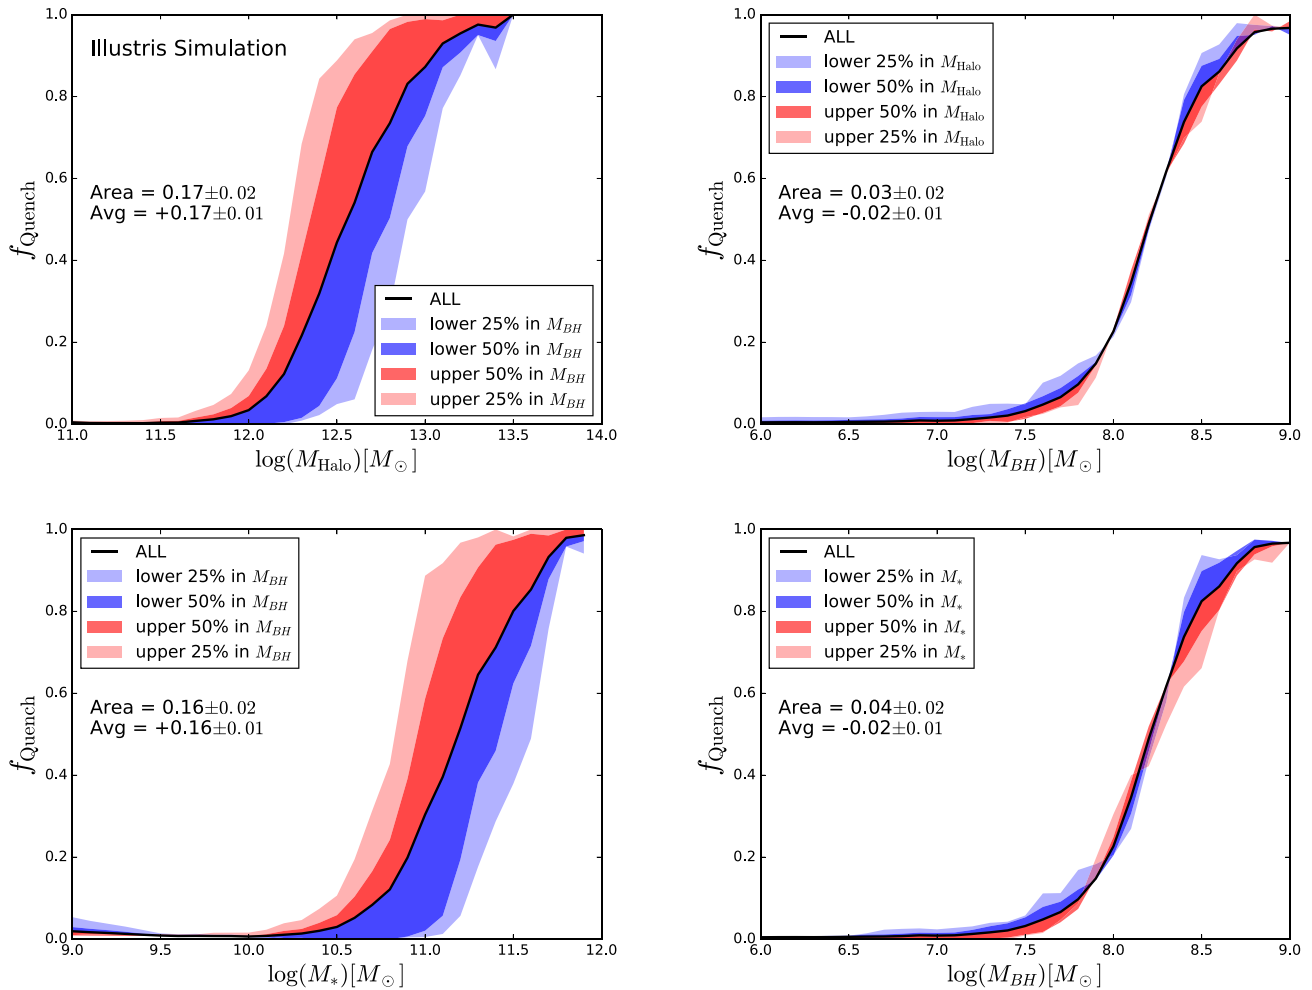 Illustris Simulation
Area = 0.17±0.02
Avg = +0.17±0.01
ALL
lower 25% in M_BH
lower 50% in M_BH
upper 50% in M_BH
upper 25% in M_BH
f_Quench
0.0 0.2 0.4 0.6 0.8 1.0
11.0 11.5 12.0 12.5 13.0 13.5 14.0
log(M_Halo)[M_⊙]
ALL
lower 25% in M_Halo
lower 50% in M_Halo
upper 50% in M_Halo
upper 25% in M_Halo
Area = 0.03±0.02
Avg = -0.02±0.01
f_Quench
0.0 0.2 0.4 0.6 0.8 1.0
6.0 6.5 7.0 7.5 8.0 8.5 9.0
log(M_BH)[M_⊙]
ALL
lower 25% in M_BH
lower 50% in M_BH
upper 50% in M_BH
upper 25% in M_BH
Area = 0.16±0.02
Avg = +0.16±0.01
f_Quench
0.0 0.2 0.4 0.6 0.8 1.0
9.0 9.5 10.0 10.5 11.0 11.5 12.0
log(M_*)[M_⊙]
ALL
lower 25% in M_*
lower 50% in M_*
upper 50% in M_*
upper 25% in M_*
Area = 0.04±0.02
Avg = -0.02±0.01
f_Quench
0.0 0.2 0.4 0.6 0.8 1.0
6.0 6.5 7.0 7.5 8.0 8.5 9.0
log(M_BH)[M_⊙]